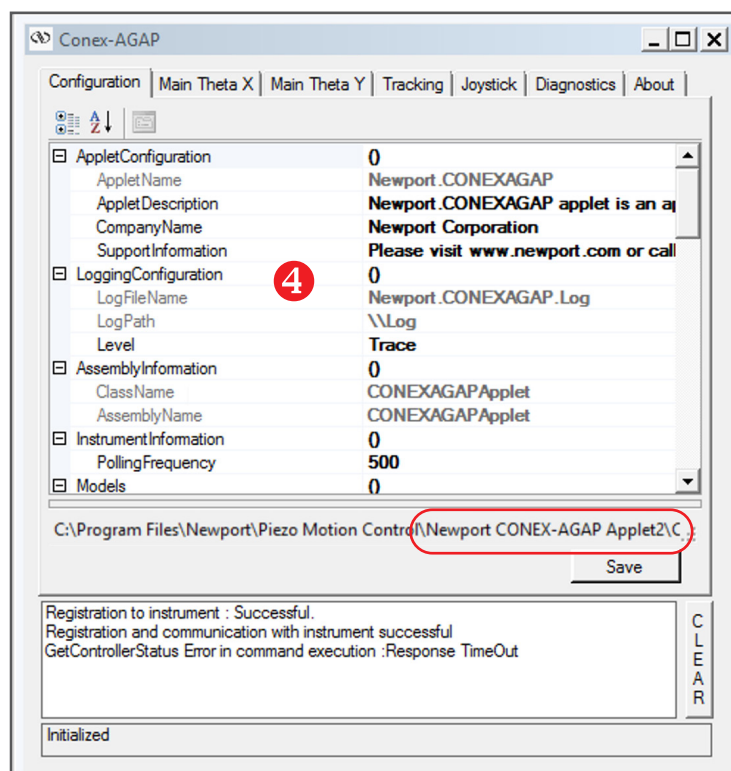 Conex-AGAP
Configuration Main Theta X Main Theta Y Tracking Joystick Diagnostics About
AppletConfiguration ()
AppletName Newport.CONEXAGAP
AppletDescription Newport.CONEXAGAP applet is an ap
CompanyName Newport Corporation
SupportInformation Please visit www.newport.com or call
LoggingConfiguration ()
4
LogFileName Newport.CONEXAGAP.Log
LogPath \\Log
Level Trace
AssemblyInformation ()
ClassName CONEXAGAPApplet
AssemblyName CONEXAGAPApplet
InstrumentInformation ()
PollingFrequency 500
Models ()
C:\Program Files\Newport\Piezo Motion Control\Newport CONEX-AGAP Applet2\C
Save
Registration to instrument : Successful.
Registration and communication with instrument successful
GetControllerStatus Error in command execution :Response TimeOut
CLEAR
Initialized